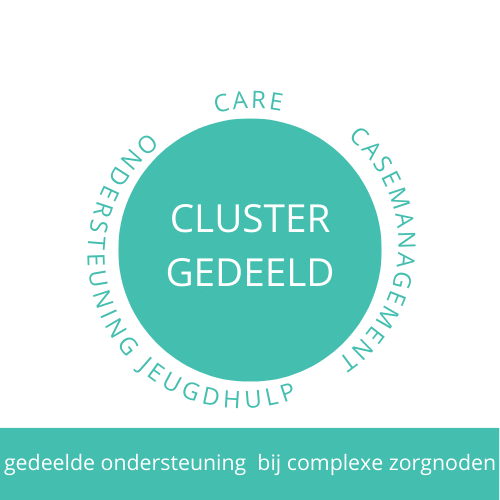 CARE
CASEMANAGEMENT
ONDERSTEUNING JEUGDHULP
CLUSTER
GEDEELD
gedeelde ondersteuning bij complexe zorgnoden